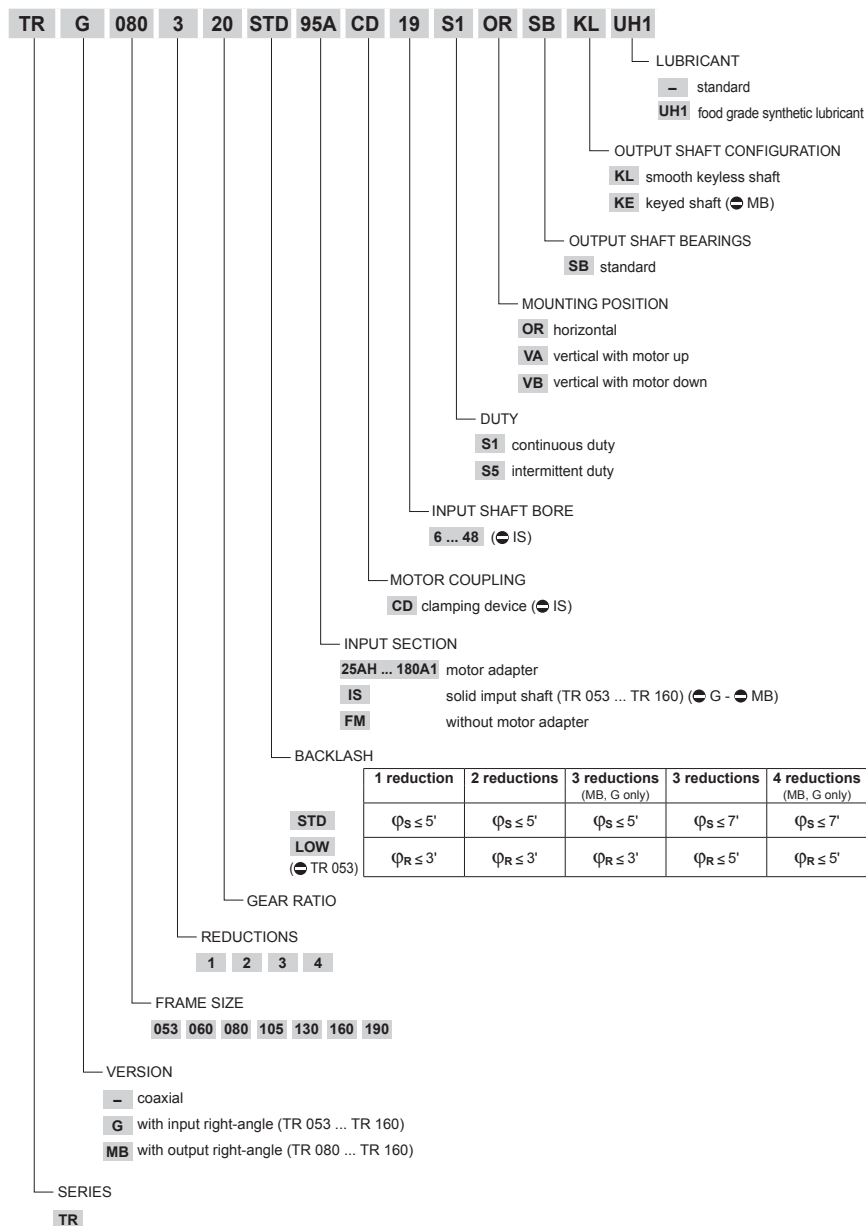 TR G 080 3 20 STD 95A CD 19 S1 OR SB KL UH1
LUBRICANT
– standard
UH1 food grade synthetic lubricant
OUTPUT SHAFT CONFIGURATION
KL smooth keyless shaft
KE keyed shaft (⛔ MB)
OUTPUT SHAFT BEARINGS
SB standard
MOUNTING POSITION
OR horizontal
VA vertical with motor up
VB vertical with motor down
DUTY
S1 continuous duty
S5 intermittent duty
INPUT SHAFT BORE
6 ... 48 (⛔ IS)
MOTOR COUPLING
CD clamping device (⛔ IS)
INPUT SECTION
25AH ... 180A1 motor adapter
IS solid imput shaft (TR 053 ... TR 160) (⛔ G - ⛔ MB)
FM without motor adapter
BACKLASH
1 reduction 2 reductions 3 reductions (MB, G only) 3 reductions 4 reductions (MB, G only)
STD φS ≤ 5' φS ≤ 5' φS ≤ 5' φS ≤ 7' φS ≤ 7'
LOW (⛔ TR 053) φR ≤ 3' φR ≤ 3' φR ≤ 3' φR ≤ 5' φR ≤ 5'
GEAR RATIO
REDUCTIONS
1 2 3 4
FRAME SIZE
053 060 080 105 130 160 190
VERSION
– coaxial
G with input right-angle (TR 053 ... TR 160)
MB with output right-angle (TR 080 ... TR 160)
SERIES
TR